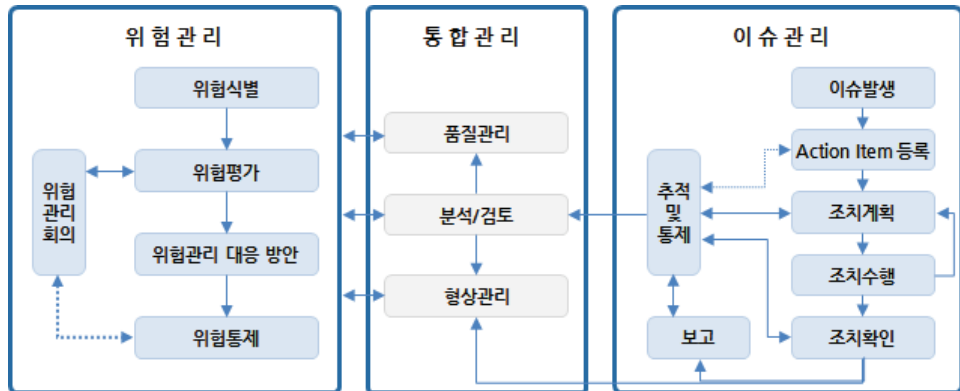 위 험 관 리
위험식별
위험평가
위험
관리
회의
위험관리 대응 방안
위험통제
통 합 관 리
품질관리
분석/검토
형상관리
이 슈 관 리
이슈발생
Action Item 등록
추적
및
통제
조치계획
조치수행
보고
조치확인